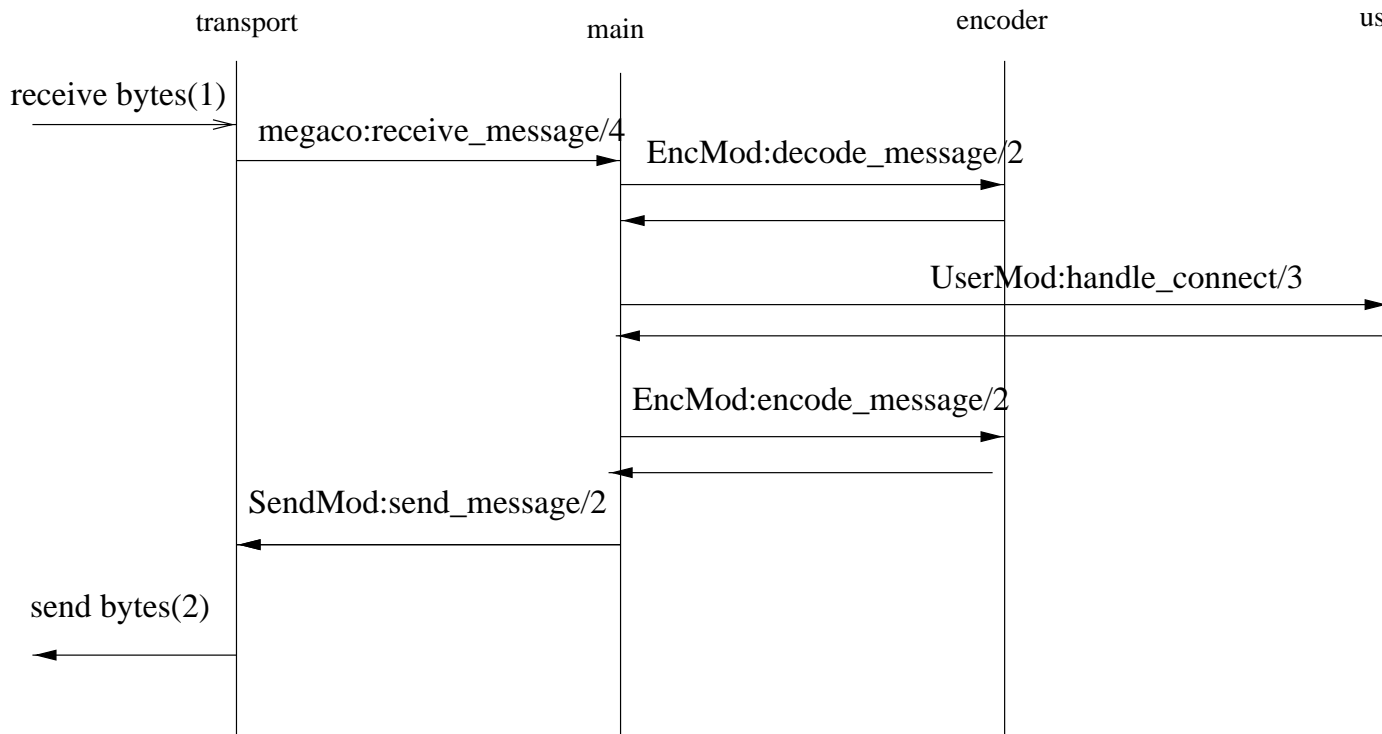 transport
main
encoder
us
receive bytes(1)
megaco:receive_message/4
EncMod:decode_message/2
UserMod:handle_connect/3
EncMod:encode_message/2
SendMod:send_message/2
send bytes(2)